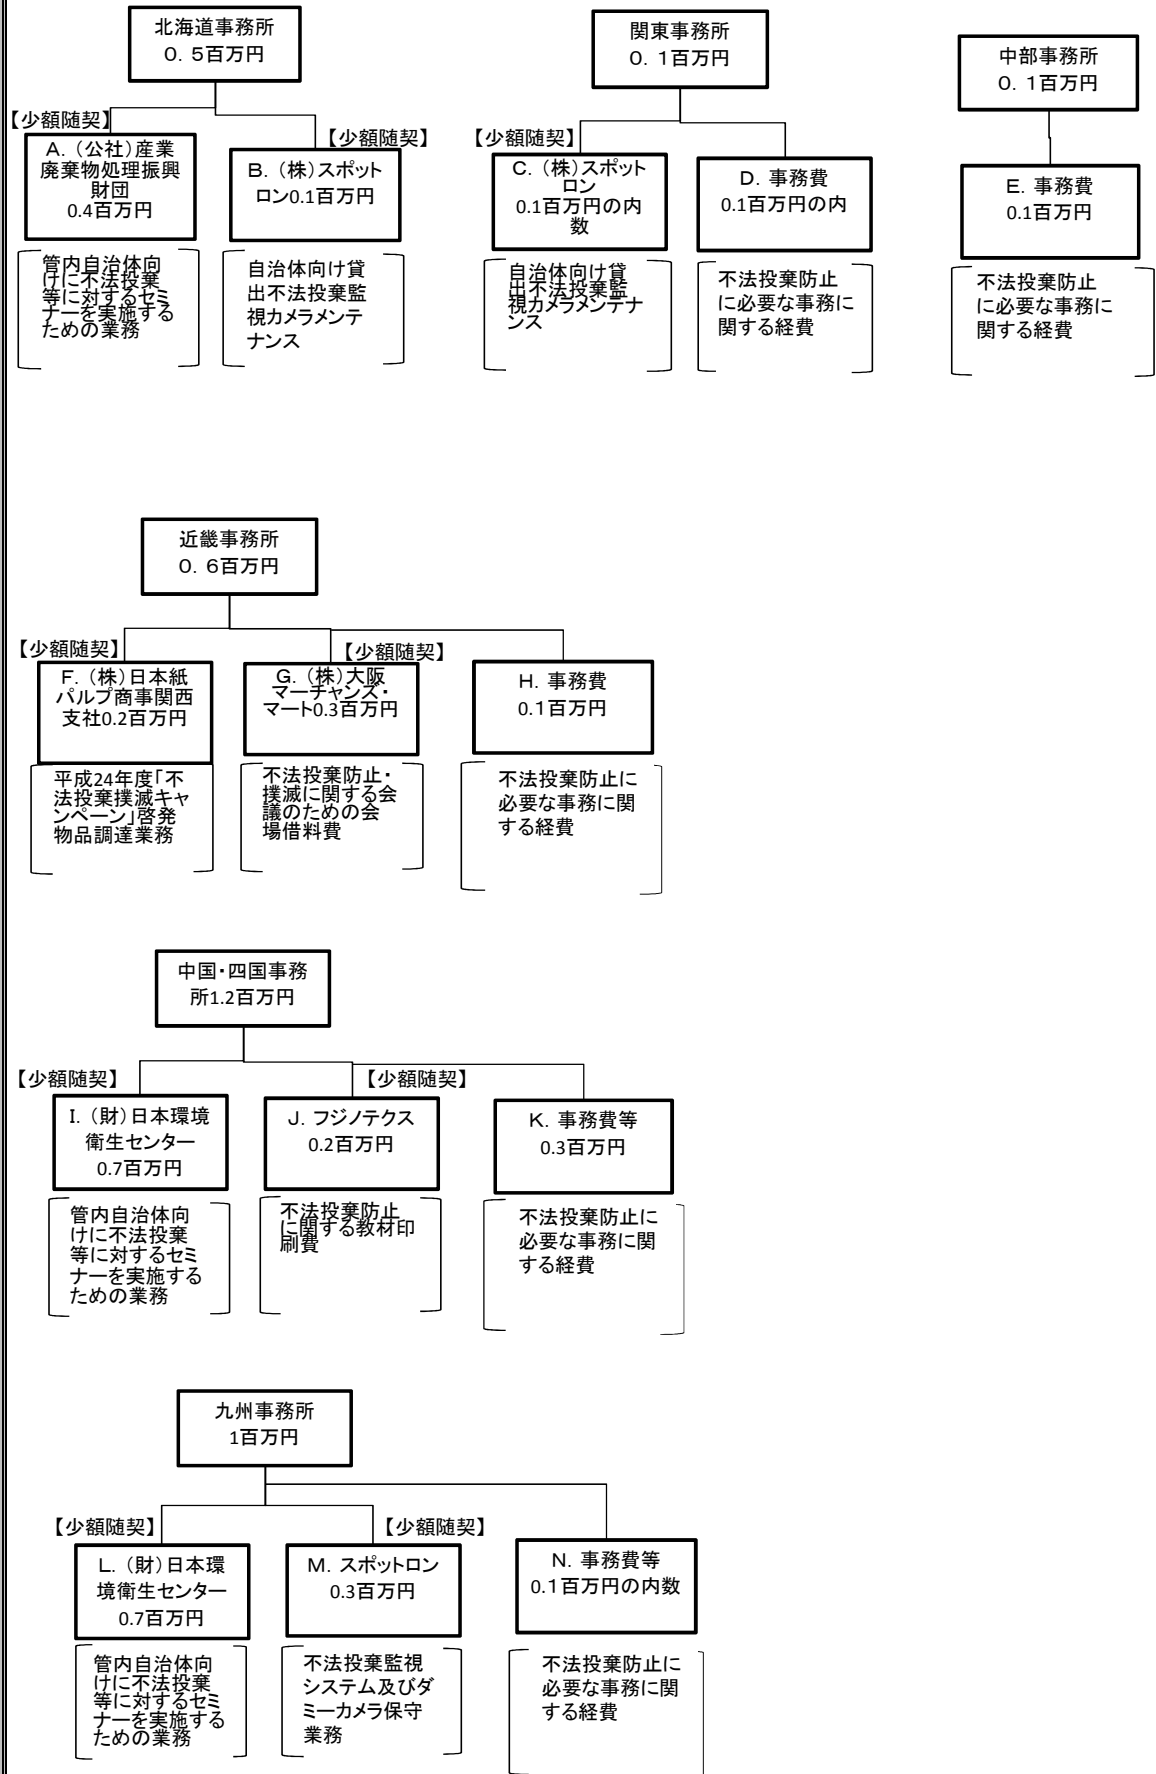 北海道事務所
０．５百万円
【少額随契】
A．（公社）産業
廃棄物処理振興
財団
0.4百万円
管内自治体向
けに不法投棄
等に対するセミ
ナーを実施する
ための業務
【少額随契】
B．（株）スポット
ロン0.1百万円
自治体向け貸
出不法投棄監
視カメラメンテ
ナンス
関東事務所
０．１百万円
【少額随契】
C．（株）スポット
ロン
0.1百万円の内
数
自治体向け貸
出不法投棄監
視カメラメンテナ
ンス
D．事務費
0.1百万円の内
不法投棄防止
に必要な事務に
関する経費
中部事務所
０．１百万円
E．事務費
0.1百万円
不法投棄防止
に必要な事務に
関する経費
近畿事務所
０．６百万円
【少額随契】
F．（株）日本紙
パルプ商事関西
支社0.2百万円
平成24年度「不
法投棄撲滅キャ
ンペーン」啓発
物品調達業務
【少額随契】
G．（株）大阪
マーチャンズ・
マート0.3百万円
不法投棄防止・
撲滅に関する会
議のための会
場借料費
H．事務費
0.1百万円
不法投棄防止に
必要な事務に関
する経費
中国・四国事務
所1.2百万円
【少額随契】
I．（財）日本環境
衛生センター
0.7百万円
管内自治体向
けに不法投棄
等に対するセミ
ナーを実施する
ための業務
【少額随契】
J．フジノテクス
0.2百万円
不法投棄防止
に関する教材印
刷費
K．事務費等
0.3百万円
不法投棄防止に
必要な事務に関
する経費
九州事務所
1百万円
【少額随契】
L．（財）日本環
境衛生センター
0.7百万円
管内自治体向
けに不法投棄
等に対するセミ
ナーを実施する
ための業務
【少額随契】
M．スポットロン
0.3百万円
不法投棄監視
システム及びダ
ミーカメラ保守
業務
N．事務費等
0.1百万円の内数
不法投棄防止に
必要な事務に関
する経費